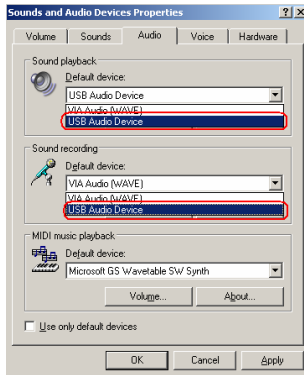 Sounds and Audio Devices Properties
Volume Sounds Audio Voice Hardware
Sound playback
Default device:
USB Audio Device
VIA Audio (WAVE)
USB Audio Device
Sound recording
Default device:
VIA Audio (WAVE)
VIA Audio (WAVE)
USB Audio Device
MIDI music playback
Default device:
Microsoft GS Wavetable SW Synth
Volume... About...
Use only default devices
OK Cancel Apply